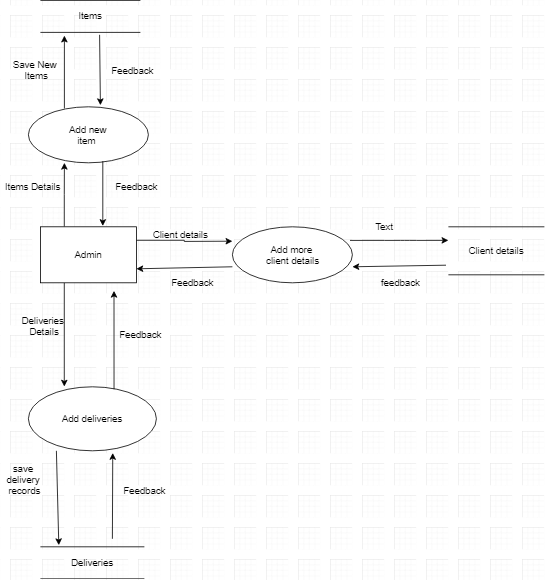 Items
Save New
Items
Feedback
Add new
item
Items Details
Feedback
Client details
Text
Admin
Add more
client details
Client details
Feedback
feedback
Deliveries
Details
Feedback
Add deliveries
save
delivery
records
Feedback
Deliveries